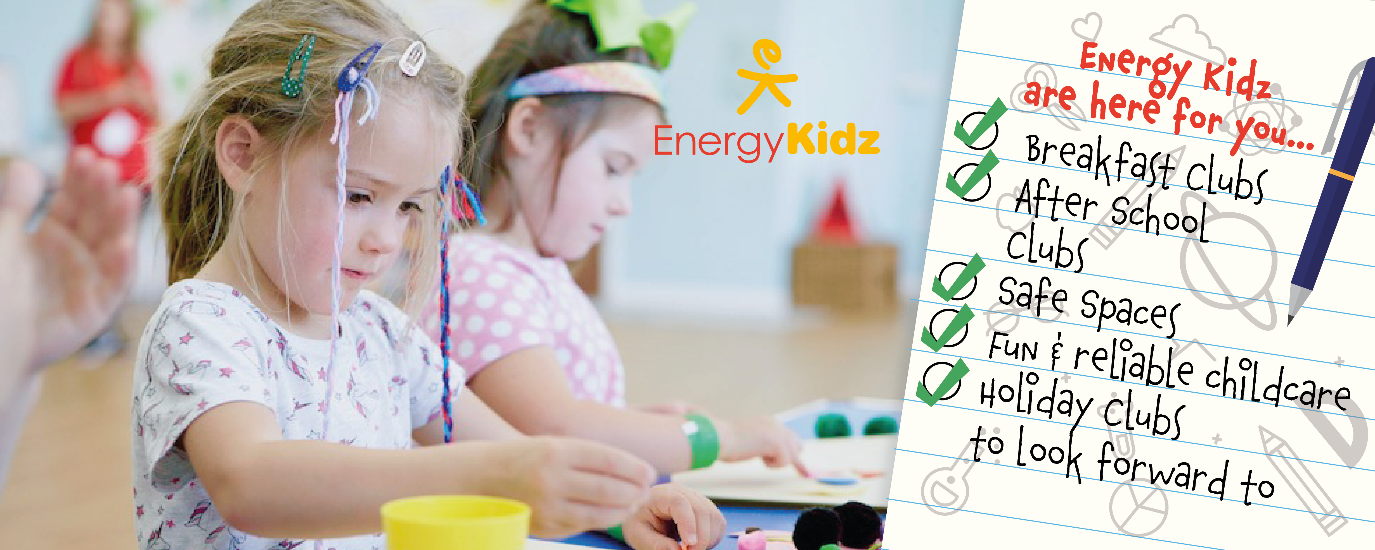 EnergyKidz
Energy Kidz
are here for you...
Breakfast Clubs
After School
Clubs
Safe Spaces
Fun & reliable childcare
Holiday Clubs
to look forward to